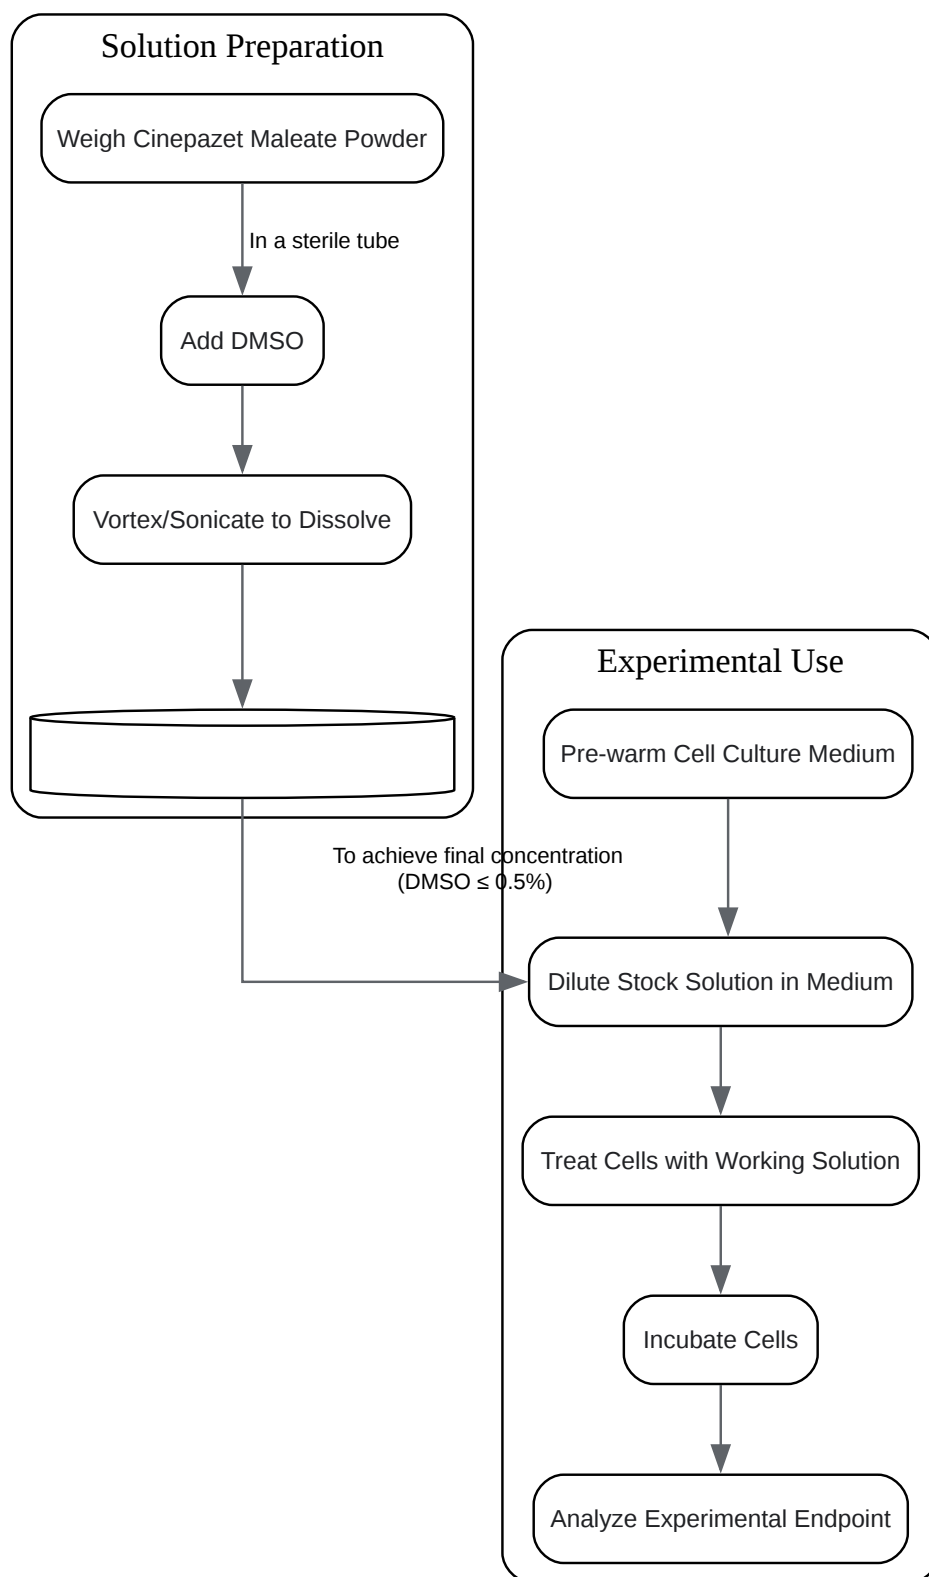 Solution Preparation
Weigh Cinepazet Maleate Powder
In a sterile tube
Add DMSO
Vortex/Sonicate to Dissolve
Experimental Use
Pre-warm Cell Culture Medium
To achieve final concentration
(DMSO ≤ 0.5%)
Dilute Stock Solution in Medium
Treat Cells with Working Solution
Incubate Cells
Analyze Experimental Endpoint